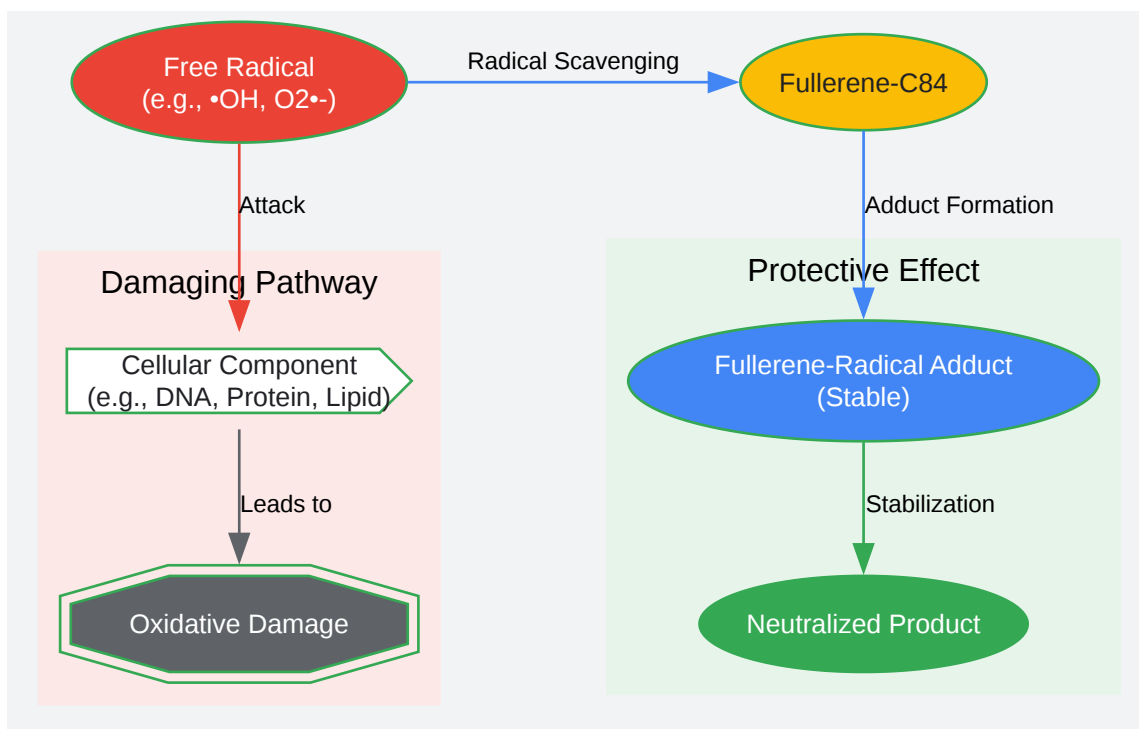 Free Radical
(e.g., •OH, O2•-)
Radical Scavenging
Fullerene-C84
Attack
Adduct Formation
Damaging Pathway
Protective Effect
Cellular Component
(e.g., DNA, Protein, Lipid)
Fullerene-Radical Adduct
(Stable)
Leads to
Stabilization
Oxidative Damage
Neutralized Product